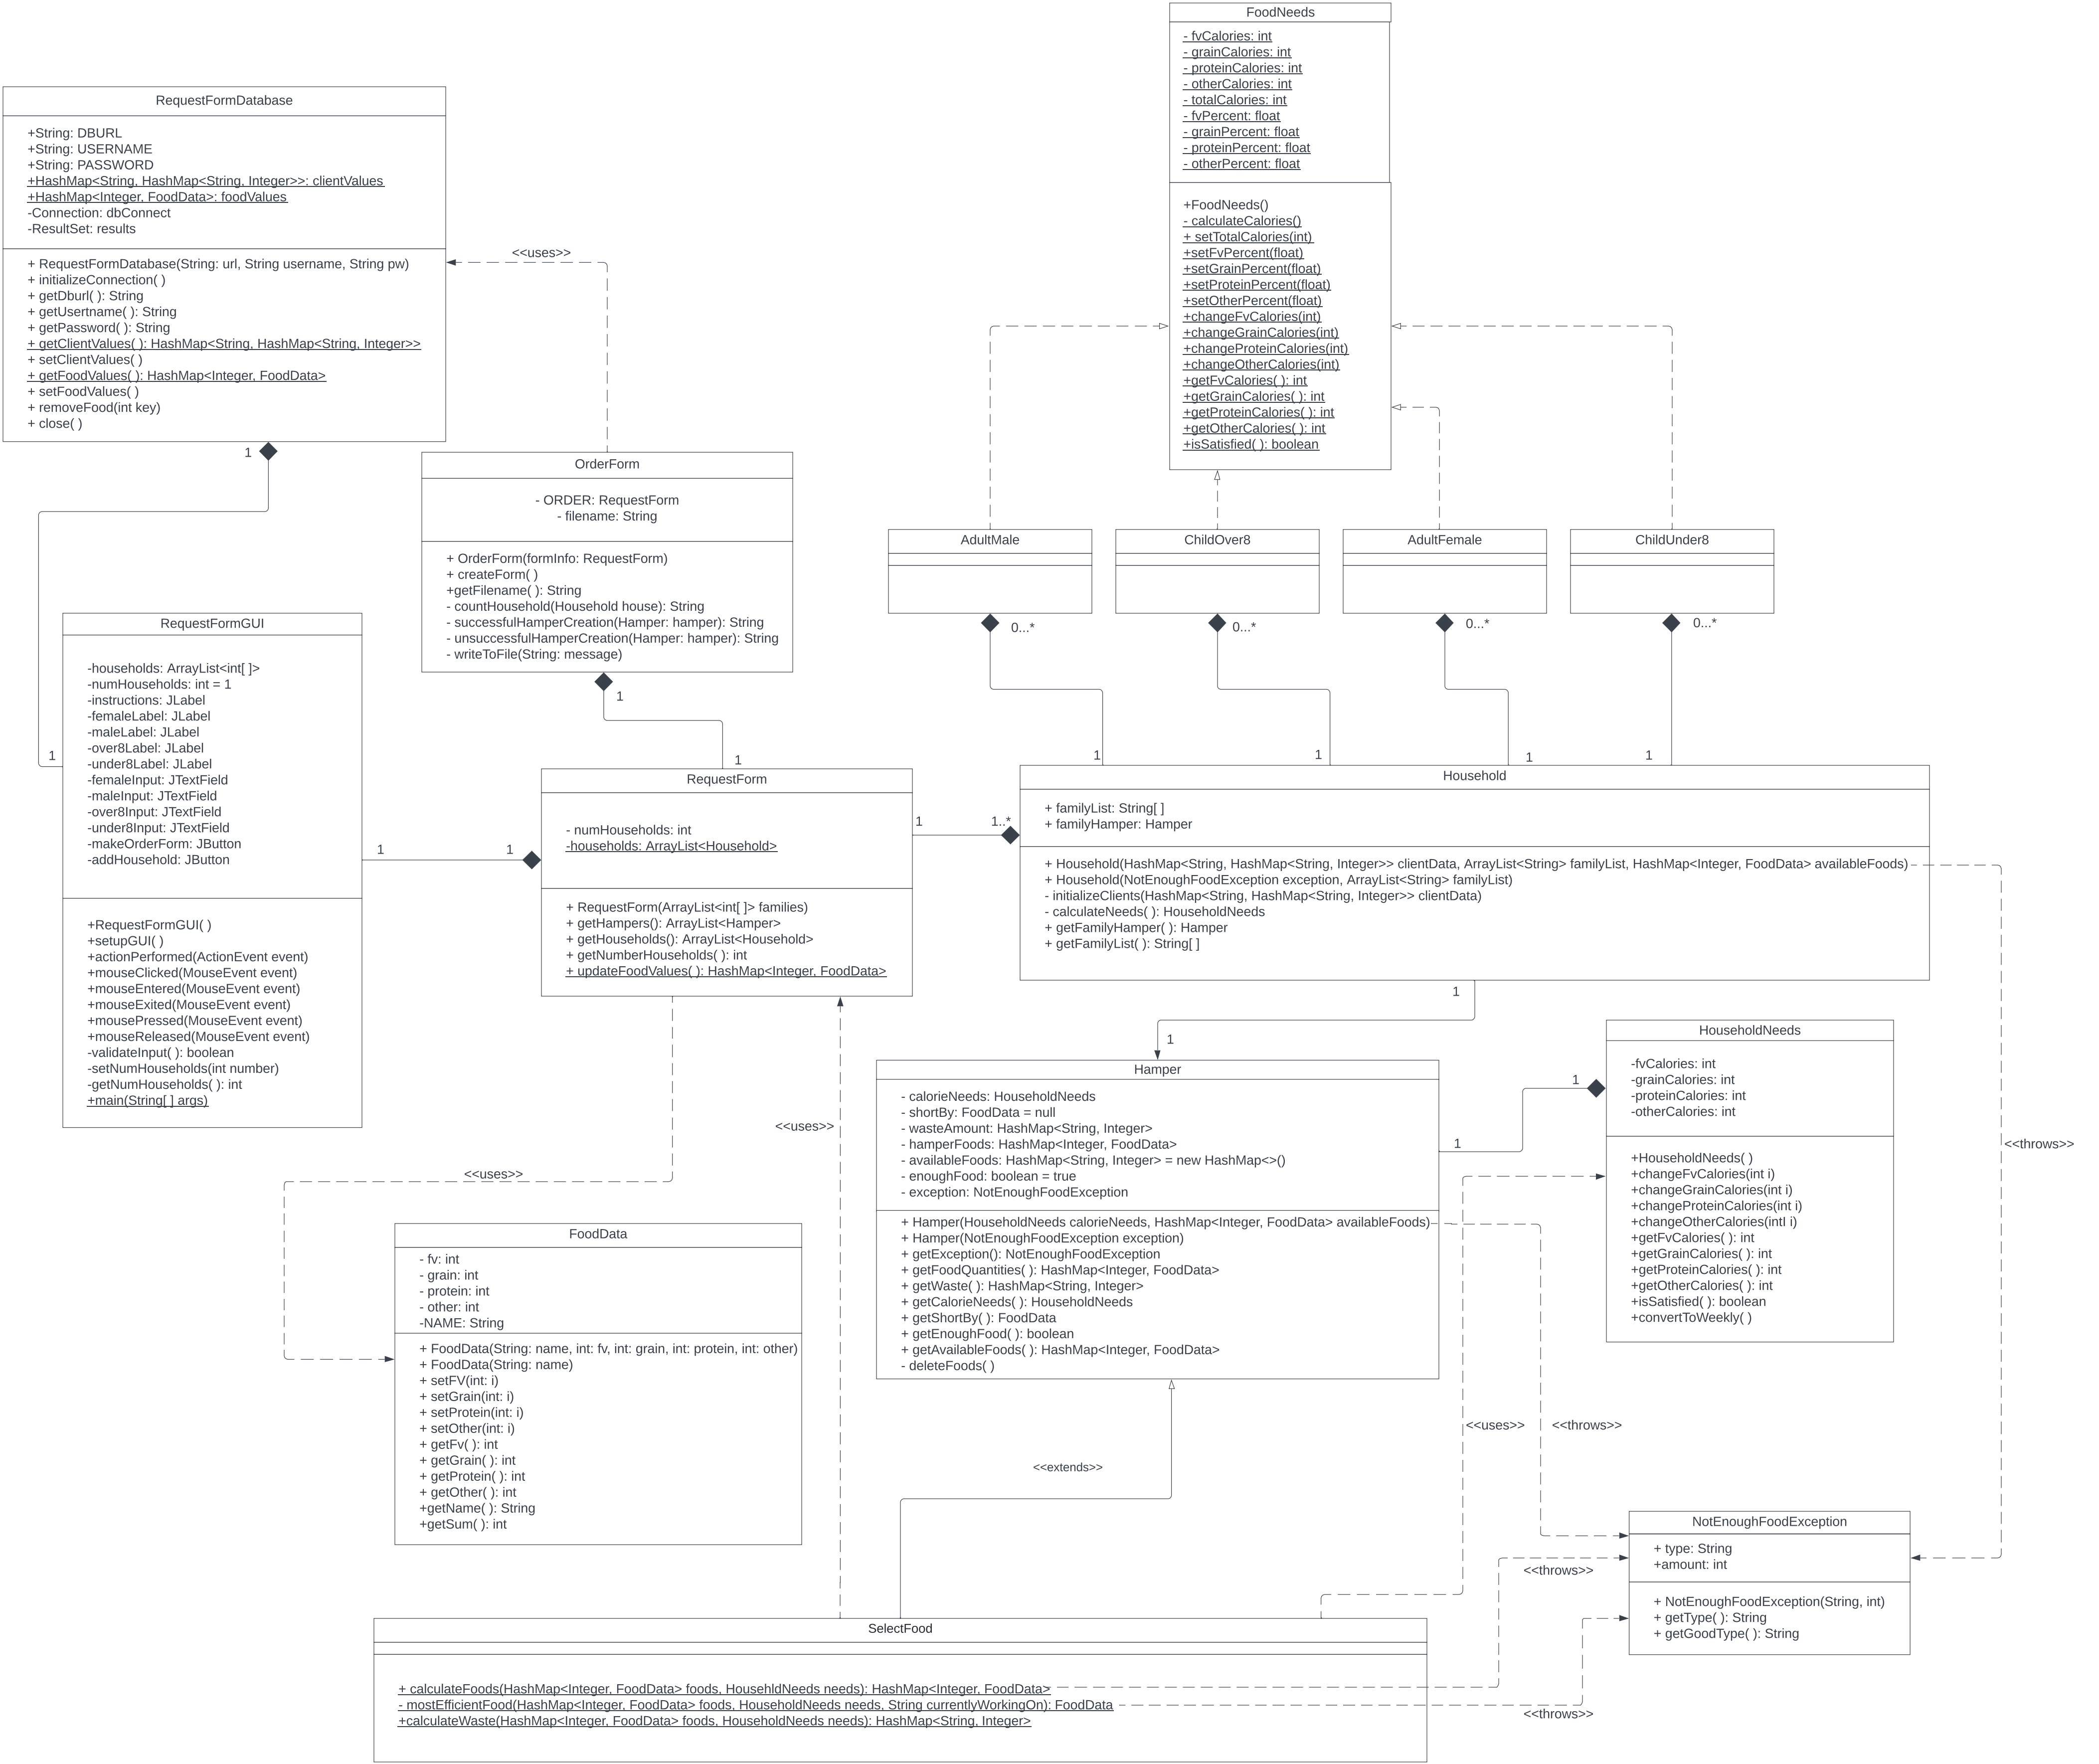 FoodNeeds
- fvCalories: int
- grainCalories: int
- proteinCalories: int
- otherCalories: int
- totalCalories: int
- fvPercent: float
- grainPercent: float
- proteinPercent: float
- otherPercent: float
+FoodNeeds()
- calculateCalories()
+ setTotalCalories(int)
+setFvPercent(float)
+setGrainPercent(float)
+setProteinPercent(float)
+setOtherPercent(float)
+changeFvCalories(int)
+changeGrainCalories(int)
+changeProteinCalories(int)
+changeOtherCalories(int)
+getFvCalories( ): int
+getGrainCalories( ): int
+getProteinCalories( ): int
+getOtherCalories( ): int
+isSatisfied( ): boolean
RequestFormDatabase
+String: DBURL
+String: USERNAME
+String: PASSWORD
+HashMap<String, HashMap<String, Integer>>: clientValues
+HashMap<Integer, FoodData>: foodValues
-Connection: dbConnect
-ResultSet: results
+ RequestFormDatabase(String: url, String username, String pw)
+ initializeConnection( )
+ getDburl( ): String
+ getUsertname( ): String
+ getPassword( ): String
+ getClientValues( ): HashMap<String, HashMap<String, Integer>>
+ setClientValues( )
+ getFoodValues( ): HashMap<Integer, FoodData>
+ setFoodValues( )
+ removeFood(int key)
+ close( )
<<uses>>
1
1
OrderForm
- ORDER: RequestForm
- filename: String
+ OrderForm(formInfo: RequestForm)
+ createForm( )
+getFilename( ): String
- countHousehold(Household house): String
- successfulHamperCreation(Hamper: hamper): String
- unsuccessfulHamperCreation(Hamper: hamper): String
- writeToFile(String: message)
1
1
AdultMale
ChildOver8
AdultFemale
ChildUnder8
0...*
0...*
0...*
0...*
1
1
1
1
RequestFormGUI
-households: ArrayList<int[ ]>
-numHouseholds: int = 1
-instructions: JLabel
-femaleLabel: JLabel
-maleLabel: JLabel
-over8Label: JLabel
-under8Label: JLabel
-femaleInput: JTextField
-maleInput: JTextField
-over8Input: JTextField
-under8Input: JTextField
-makeOrderForm: JButton
-addHousehold: JButton
+RequestFormGUI( )
+setupGUI( )
+actionPerformed(ActionEvent event)
+mouseClicked(MouseEvent event)
+mouseEntered(MouseEvent event)
+mouseExited(MouseEvent event)
+mousePressed(MouseEvent event)
+mouseReleased(MouseEvent event)
-validateInput( ): boolean
-setNumHouseholds(int number)
-getNumHouseholds( ): int
+main(String[ ] args)
1
1
RequestForm
- numHouseholds: int
-households: ArrayList<Household>
+ RequestForm(ArrayList<int[ ]> families)
+ getHampers(): ArrayList<Hamper>
+ getHouseholds(): ArrayList<Household>
+ getNumberHouseholds( ): int
+ updateFoodValues( ): HashMap<Integer, FoodData>
1
1..*
Household
+ familyList: String[ ]
+ familyHamper: Hamper
+ Household(HashMap<String, HashMap<String, Integer>> clientData, ArrayList<String> familyList, HashMap<Integer, FoodData> availableFoods)
+ Household(NotEnoughFoodException exception, ArrayList<String> familyList)
- initializeClients(HashMap<String, HashMap<String, Integer>> clientData)
- calculateNeeds( ): HouseholdNeeds
+ getFamilyHamper( ): Hamper
+ getFamilyList( ): String[ ]
1
1
Hamper
- calorieNeeds: HouseholdNeeds
- shortBy: FoodData = null
- wasteAmount: HashMap<String, Integer>
- hamperFoods: HashMap<Integer, FoodData>
- availableFoods: HashMap<String, Integer> = new HashMap<>()
- enoughFood: boolean = true
- exception: NotEnoughFoodException
+ Hamper(HouseholdNeeds calorieNeeds, HashMap<Integer, FoodData> availableFoods)
+ Hamper(NotEnoughFoodException exception)
+ getException(): NotEnoughFoodException
+ getFoodQuantities( ): HashMap<Integer, FoodData>
+ getWaste( ): HashMap<String, Integer>
+ getCalorieNeeds( ): HouseholdNeeds
+ getShortBy( ): FoodData
+ getEnoughFood( ): boolean
+ getAvailableFoods( ): HashMap<Integer, FoodData>
- deleteFoods( )
1
1
HouseholdNeeds
-fvCalories: int
-grainCalories: int
-proteinCalories: int
-otherCalories: int
+HouseholdNeeds( )
+changeFvCalories(int i)
+changeGrainCalories(int i)
+changeProteinCalories(int i)
+changeOtherCalories(intI i)
+getFvCalories( ): int
+getGrainCalories( ): int
+getProteinCalories( ): int
+getOtherCalories( ): int
+isSatisfied( ): boolean
+convertToWeekly( )
<<throws>>
<<uses>>
<<uses>>
FoodData
- fv: int
- grain: int
- protein: int
- other: int
-NAME: String
+ FoodData(String: name, int: fv, int: grain, int: protein, int: other)
+ FoodData(String: name)
+ setFV(int: i)
+ setGrain(int: i)
+ setProtein(int: i)
+ setOther(int: i)
+ getFv( ): int
+ getGrain( ): int
+ getProtein( ): int
+ getOther( ): int
+getName( ): String
+getSum( ): int
<<extends>>
<<uses>>
<<throws>>
NotEnoughFoodException
+ type: String
+amount: int
+ NotEnoughFoodException(String, int)
+ getType( ): String
+ getGoodType( ): String
<<throws>>
<<throws>>
SelectFood
+ calculateFoods(HashMap<Integer, FoodData> foods, HousehldNeeds needs): HashMap<Integer, FoodData>
- mostEfficientFood(HashMap<Integer, FoodData> foods, HouseholdNeeds needs, String currentlyWorkingOn): FoodData
+calculateWaste(HashMap<Integer, FoodData> foods, HouseholdNeeds needs): HashMap<String, Integer>